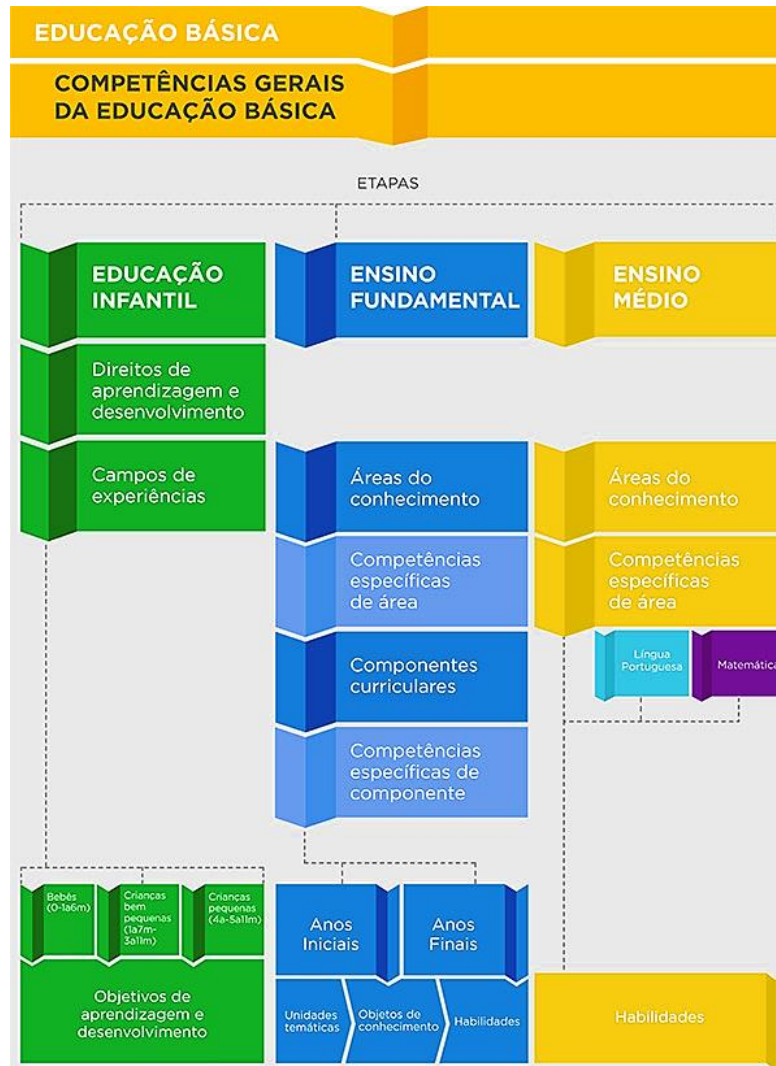 EDUCAÇÃO BÁSICA
COMPETÊNCIAS GERAIS
DA EDUCAÇÃO BÁSICA
ETAPAS
EDUCAÇÃO
INFANTIL
Direitos de
aprendizagem e
desenvolvimento
Campos de
experiências
Bebês
(0-1a6m)
Crianças
bem
pequenas
(1a7m-
3a11m)
Crianças
pequenas
(4a-5a11m)
Objetivos de
aprendizagem e
desenvolvimento
ENSINO
FUNDAMENTAL
Áreas do
conhecimento
Competências
específicas
de área
Componentes
curriculares
Competências
específicas de
componente
Anos
Iniciais
Anos
Finais
Unidades
temáticas
Objetos de
conhecimento
Habilidades
ENSINO
MÉDIO
Áreas do
conhecimento
Competências
específicas
de área
Língua
Portuguesa
Matemática
Habilidades